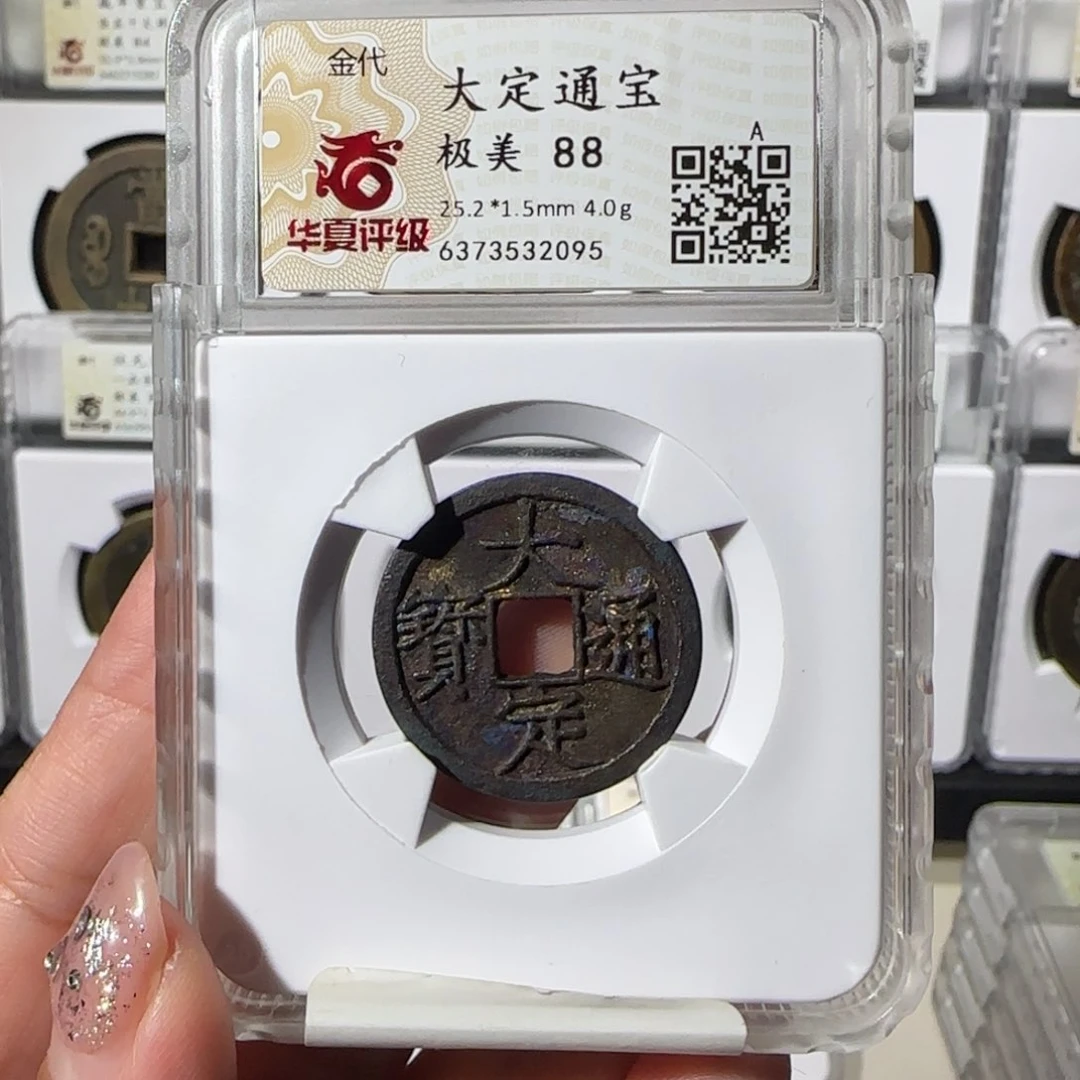 金代
大定通宝
极美 88
A
华夏评级
25.2*1.5mm 4.0g
6373532095
大
寶 通
定